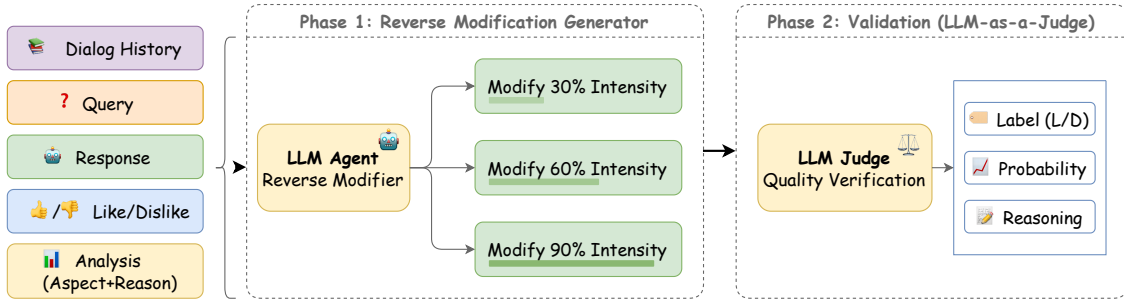 Phase 1: Reverse Modification Generator
Phase 2: Validation (LLM-as-a-Judge)
Dialog History
? Query
Response
/ Like/Dislike
Analysis
(Aspect+Reason)
LLM Agent
Reverse Modifier
Modify 30% Intensity
Modify 60% Intensity
Modify 90% Intensity
LLM Judge
Quality Verification
Label (L/D)
Probability
Reasoning